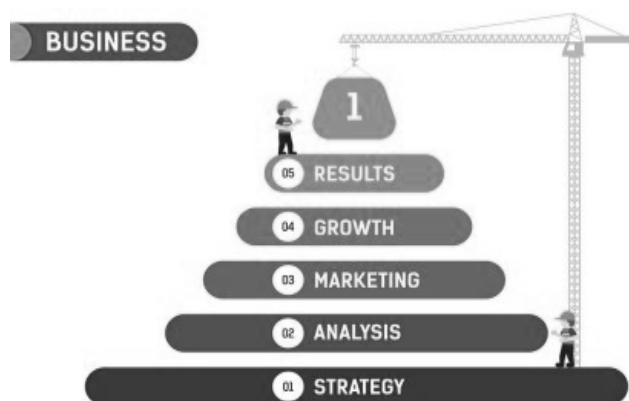 BUSINESS
1
05 RESULTS
04 GROWTH
03 MARKETING
02 ANALYSIS
01 STRATEGY